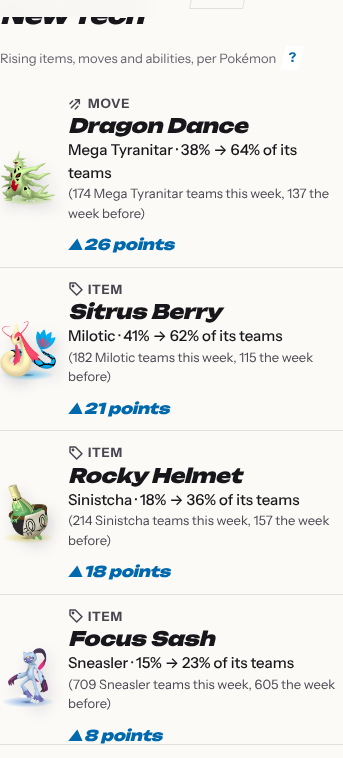 New Tech
Rising items, moves and abilities, per Pokémon ?
MOVE
Dragon Dance
Mega Tyranitar · 38% → 64% of its
teams
(174 Mega Tyranitar teams this week, 137 the
week before)
▲26 points
ITEM
Sitrus Berry
Milotic · 41% → 62% of its teams
(182 Milotic teams this week, 115 the week
before)
▲21 points
ITEM
Rocky Helmet
Sinistcha · 18% → 36% of its teams
(214 Sinistcha teams this week, 157 the week
before)
▲18 points
ITEM
Focus Sash
Sneasler · 15% → 23% of its teams
(709 Sneasler teams this week, 605 the week
before)
▲8 points